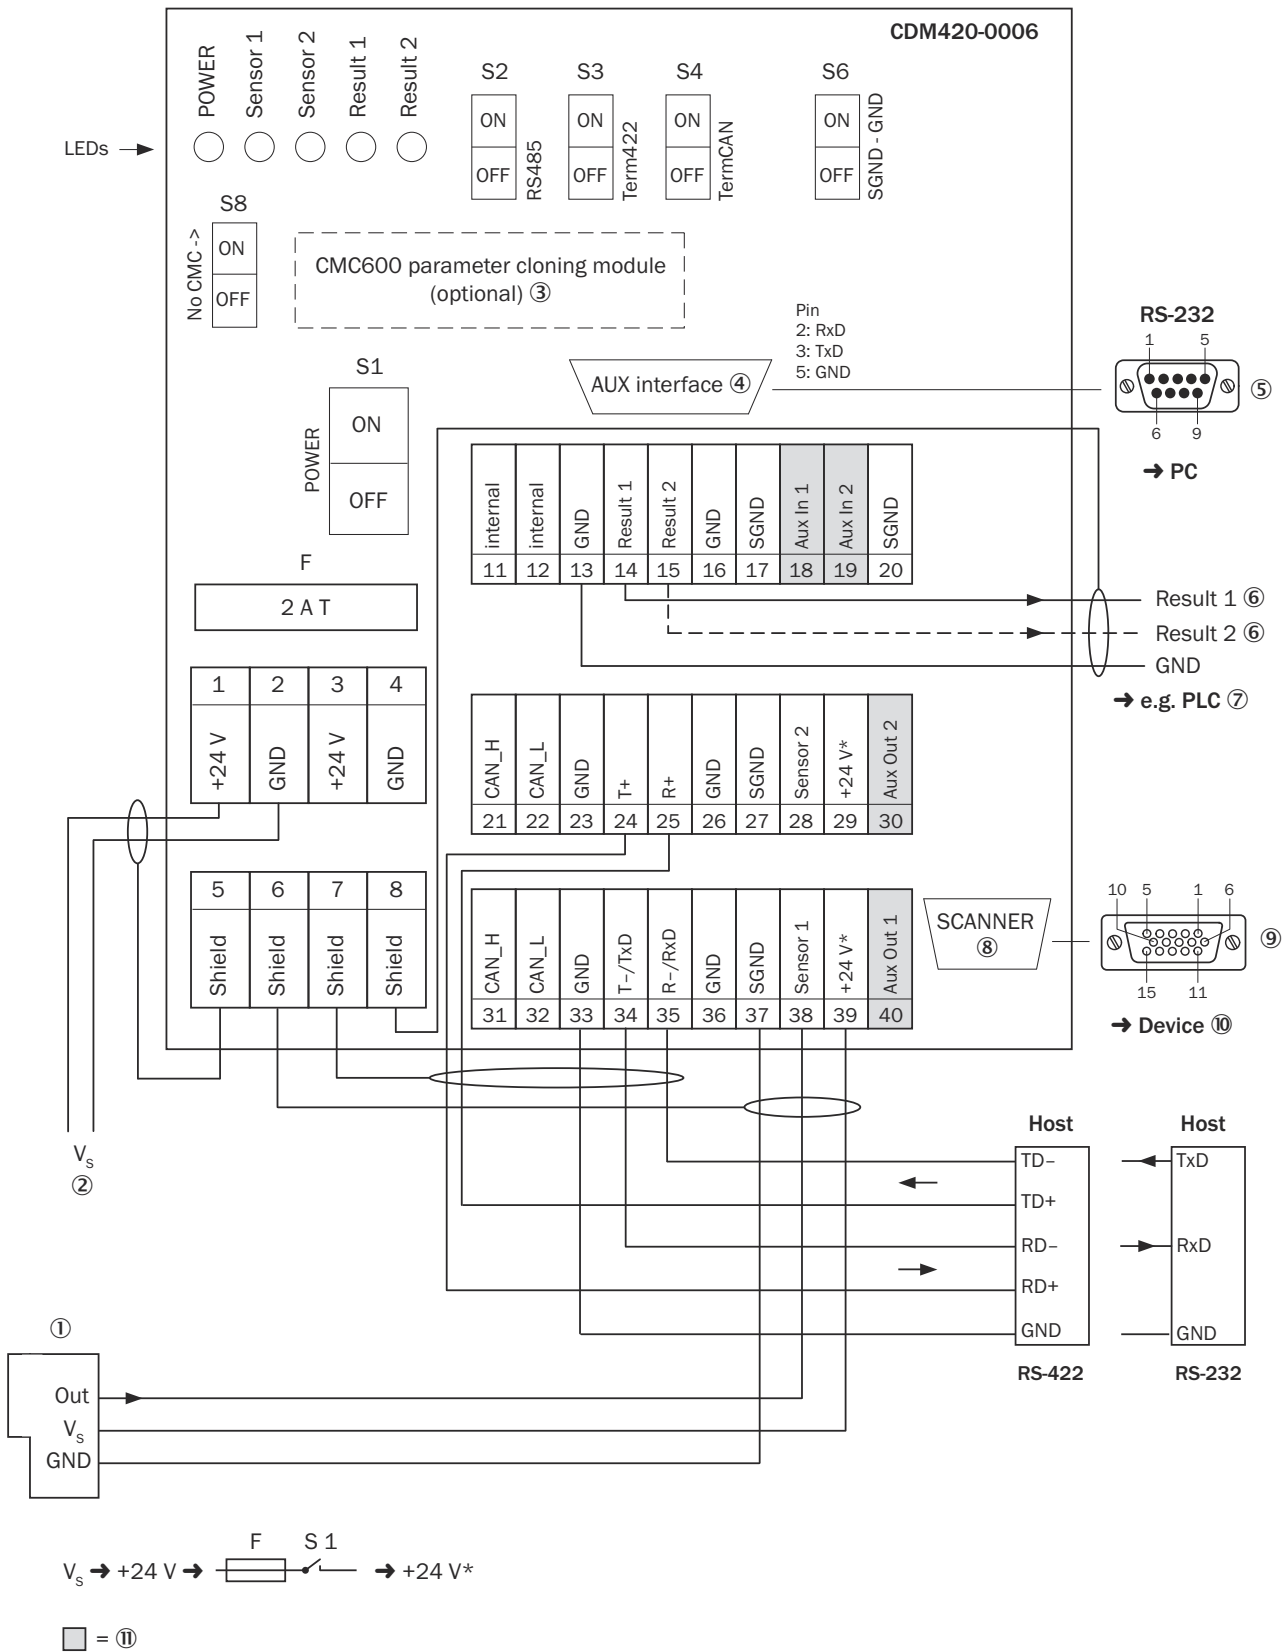 CDM420-0006
POWER
Sensor 1
Sensor 2
Result 1
Result 2
LEDs
S2
ON
OFF
RS485
S3
ON
OFF
Term422
S4
ON
OFF
TermCAN
S6
ON
OFF
SGND - GND
S8
No CMC ->
ON
OFF
CMC600 parameter cloning module
(optional) ③
S1
POWER
ON
OFF
AUX interface ④
Pin
2: RxD
3: TxD
5: GND
RS-232
1 5
6 9
⑤
➔ PC
F
2 A T
internal
internal
GND
Result 1
Result 2
GND
SGND
Aux In 1
Aux In 2
SGND
11 12 13 14 15 16 17 18 19 20
Result 1 ⑥
Result 2 ⑥
GND
➔ e.g. PLC ⑦
1 2 3 4
+24 V
GND
+24 V
GND
CAN_H
CAN_L
GND
T+
R+
GND
SGND
Sensor 2
+24 V*
Aux Out 2
21 22 23 24 25 26 27 28 29 30
5 6 7 8
Shield
Shield
Shield
Shield
CAN_H
CAN_L
GND
T–/TxD
R–/RxD
GND
SGND
Sensor 1
+24 V*
Aux Out 1
31 32 33 34 35 36 37 38 39 40
SCANNER
⑧
10 5 1 6
15 11
⑨
➔ Device ⑩
Vs
②
Host
TD–
TD+
RD–
RD+
GND
RS-422
Host
TxD
RxD
GND
RS-232
①
Out
Vs
GND
F S 1
Vs ➔ +24 V ➔ ➔ +24 V*
= ⑪